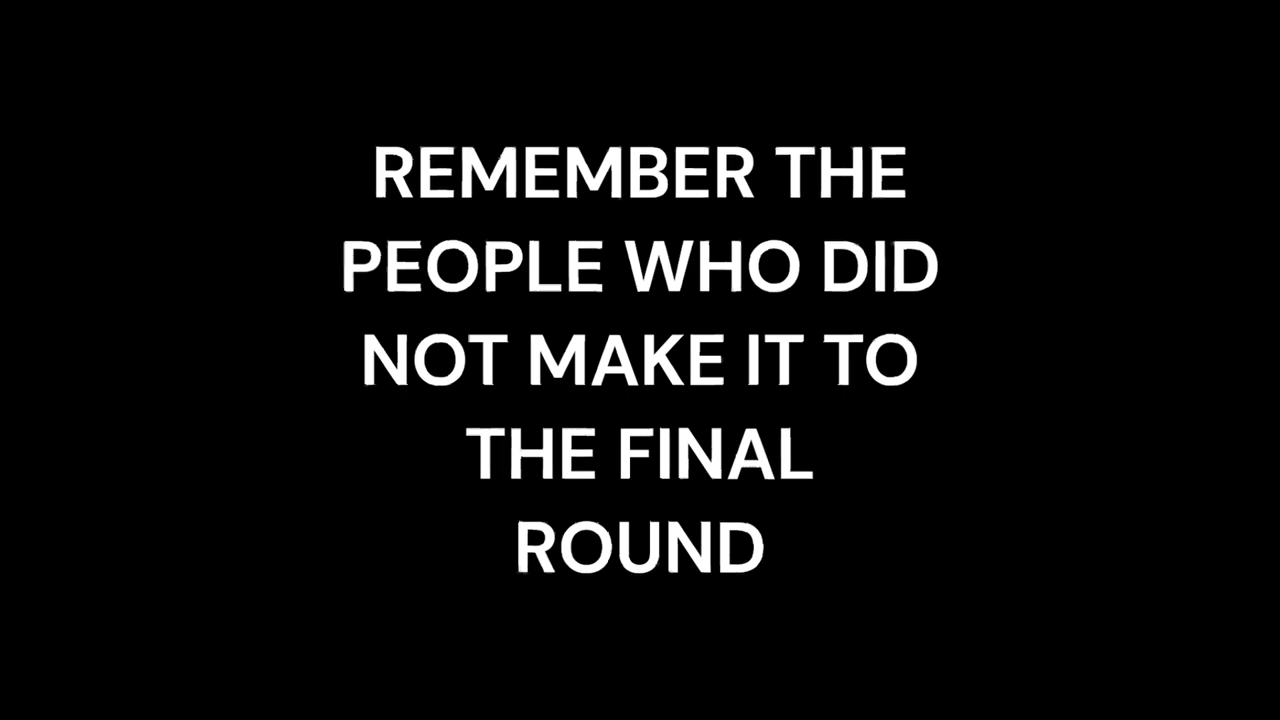 REMEMBER THE
PEOPLE WHO DID
NOT MAKE IT TO
THE FINAL
ROUND